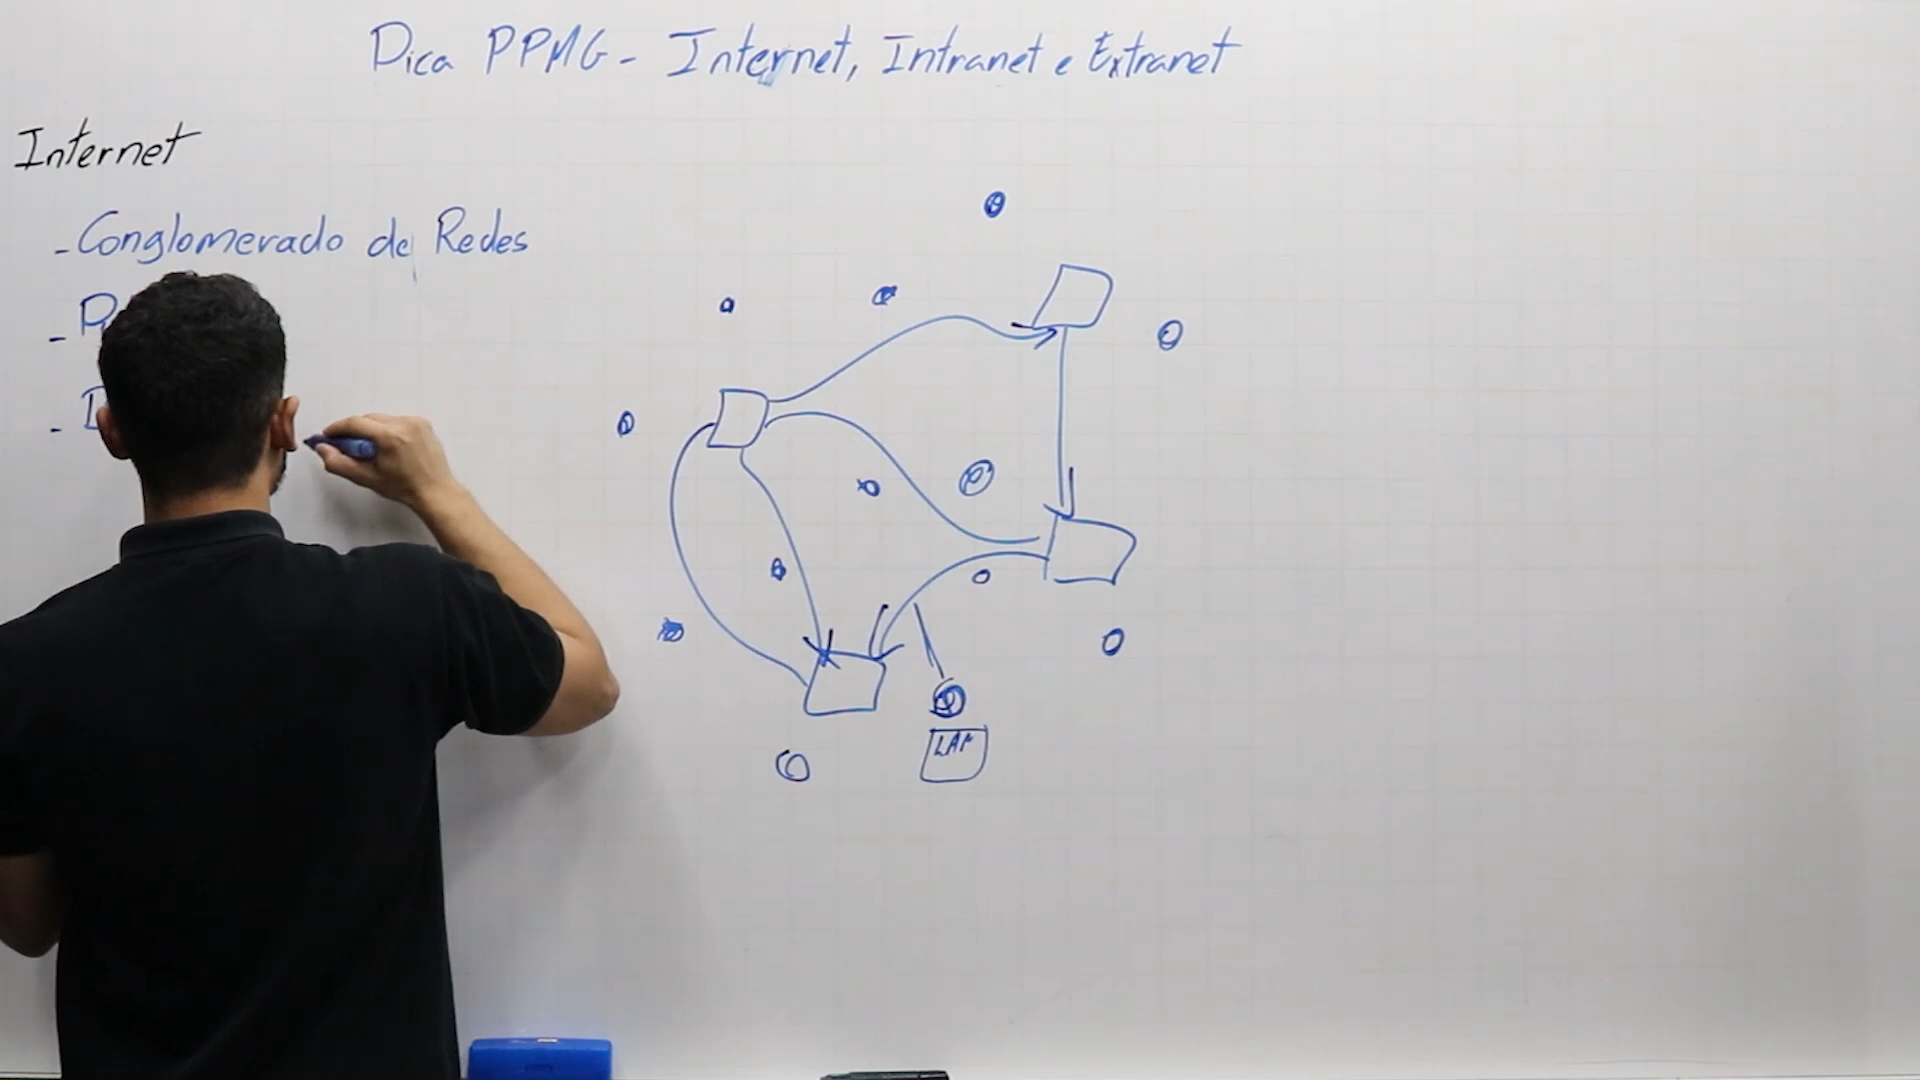 Dica PPMG - Internet, Intranet e Extranet
Internet
- Conglomerado de Redes
LAN